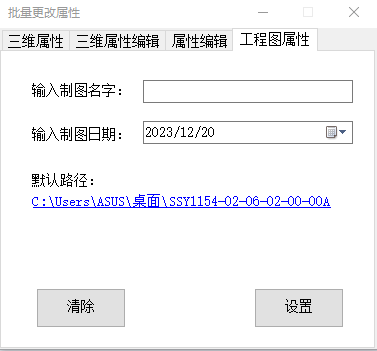 批量更改属性
三维属性 三维属性编辑 属性编辑 工程图属性
输入制图名字：
输入制图日期： 2023/12/20
默认路径：
C:\Users\ASUS\桌面\SSY1154-02-06-02-00-00A
清除 设置